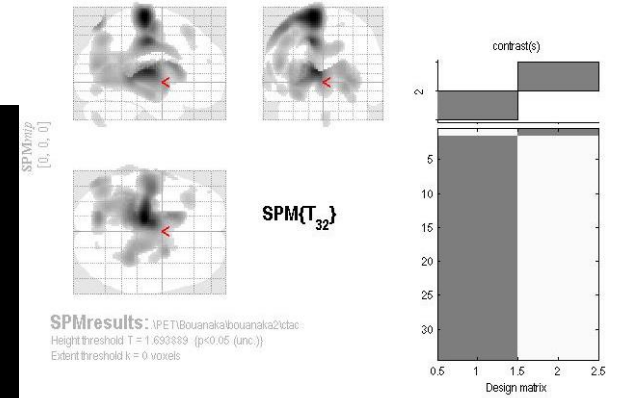 contrast(s)
2
SPMmip
[0, 0, 0]
<
<
<
SPM{T32}
5
10
15
20
25
30
0.5 1 1.5 2 2.5
Design matrix
SPMresults: .\PET\Bouanaka\bouanaka2\ctac
Height threshold T = 1.693889 (p<0.05 (unc.))
Extent threshold k = 0 voxels